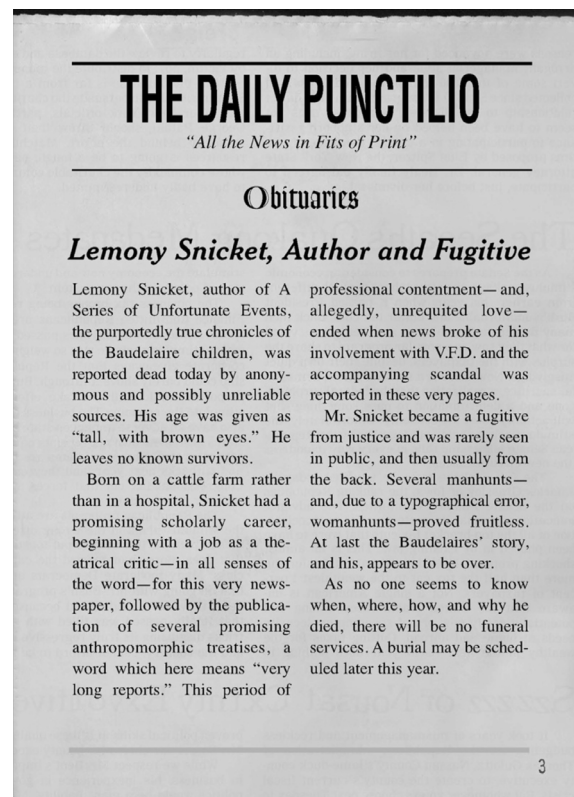 THE DAILY PUNCTILIO
“All the News in Fits of Print”
Obituaries
Lemony Snicket, Author and Fugitive
Lemony Snicket, author of A
Series of Unfortunate Events,
the purportedly true chronicles of
the Baudelaire children, was
reported dead today by anony-
mous and possibly unreliable
sources. His age was given as
“tall, with brown eyes.” He
leaves no known survivors.
Born on a cattle farm rather
than in a hospital, Snicket had a
promising scholarly career,
beginning with a job as a the-
atrical critic—in all senses of
the word—for this very news-
paper, followed by the publica-
tion of several promising
anthropomorphic treatises, a
word which here means “very
long reports.” This period of
professional contentment—and,
allegedly, unrequited love—
ended when news broke of his
involvement with V.F.D. and the
accompanying scandal was
reported in these very pages.
Mr. Snicket became a fugitive
from justice and was rarely seen
in public, and then usually from
the back. Several manhunts—
and, due to a typographical error,
womanhunts—proved fruitless.
At last the Baudelaires’ story,
and his, appears to be over.
As no one seems to know
when, where, how, and why he
died, there will be no funeral
services. A burial may be sched-
uled later this year.
3